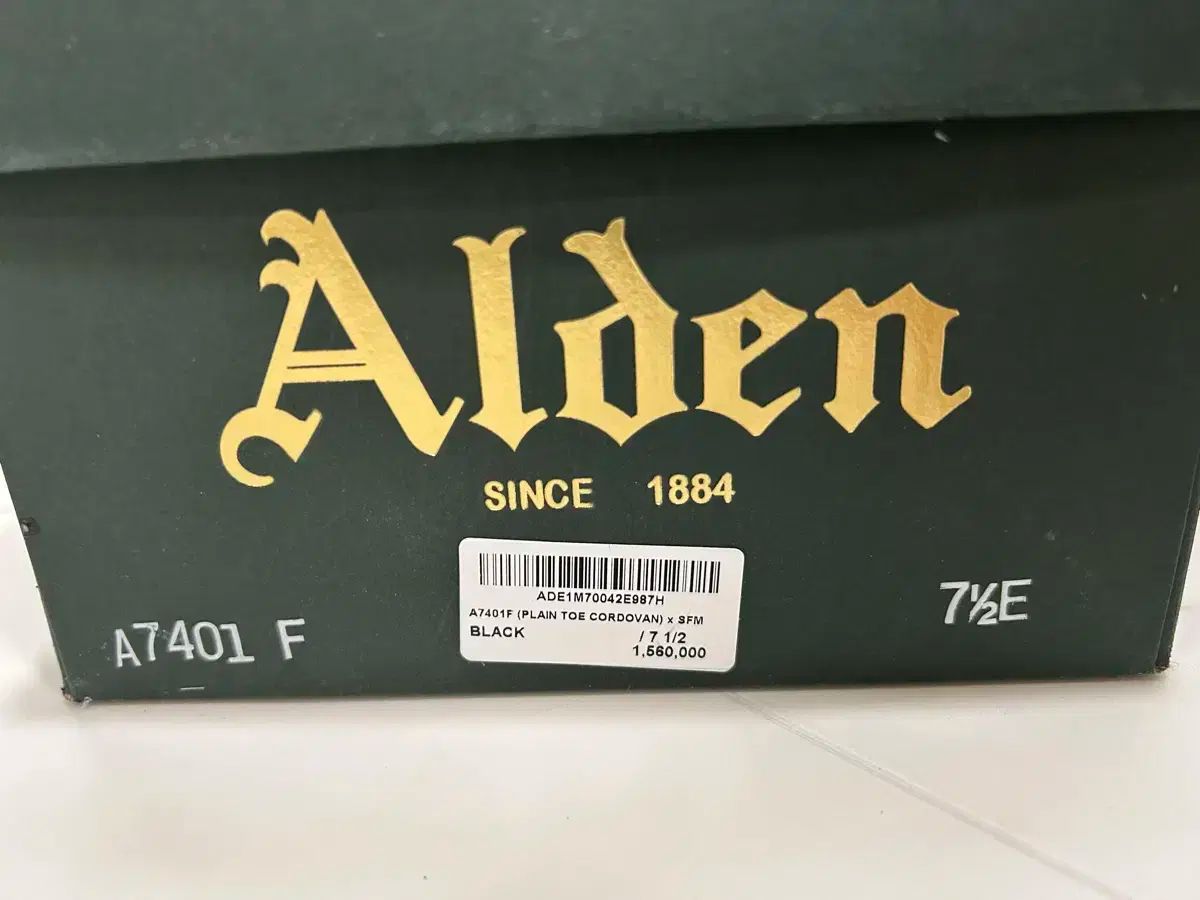 Alden
SINCE 1884
ADE1M70042E987H
A7401F (PLAIN TOE CORDOVAN) x SFM
BLACK / 7 1/2
1,560,000
A7401 F
7½E